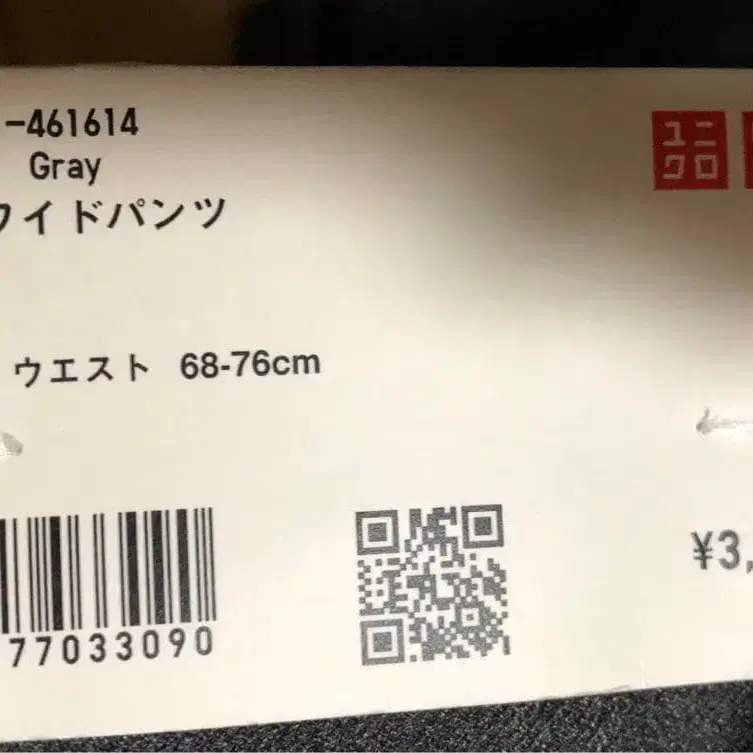 -461614
Gray
ワイドパンツ
ウエスト 68-76cm
77033090
ユニ
クロ
¥3,